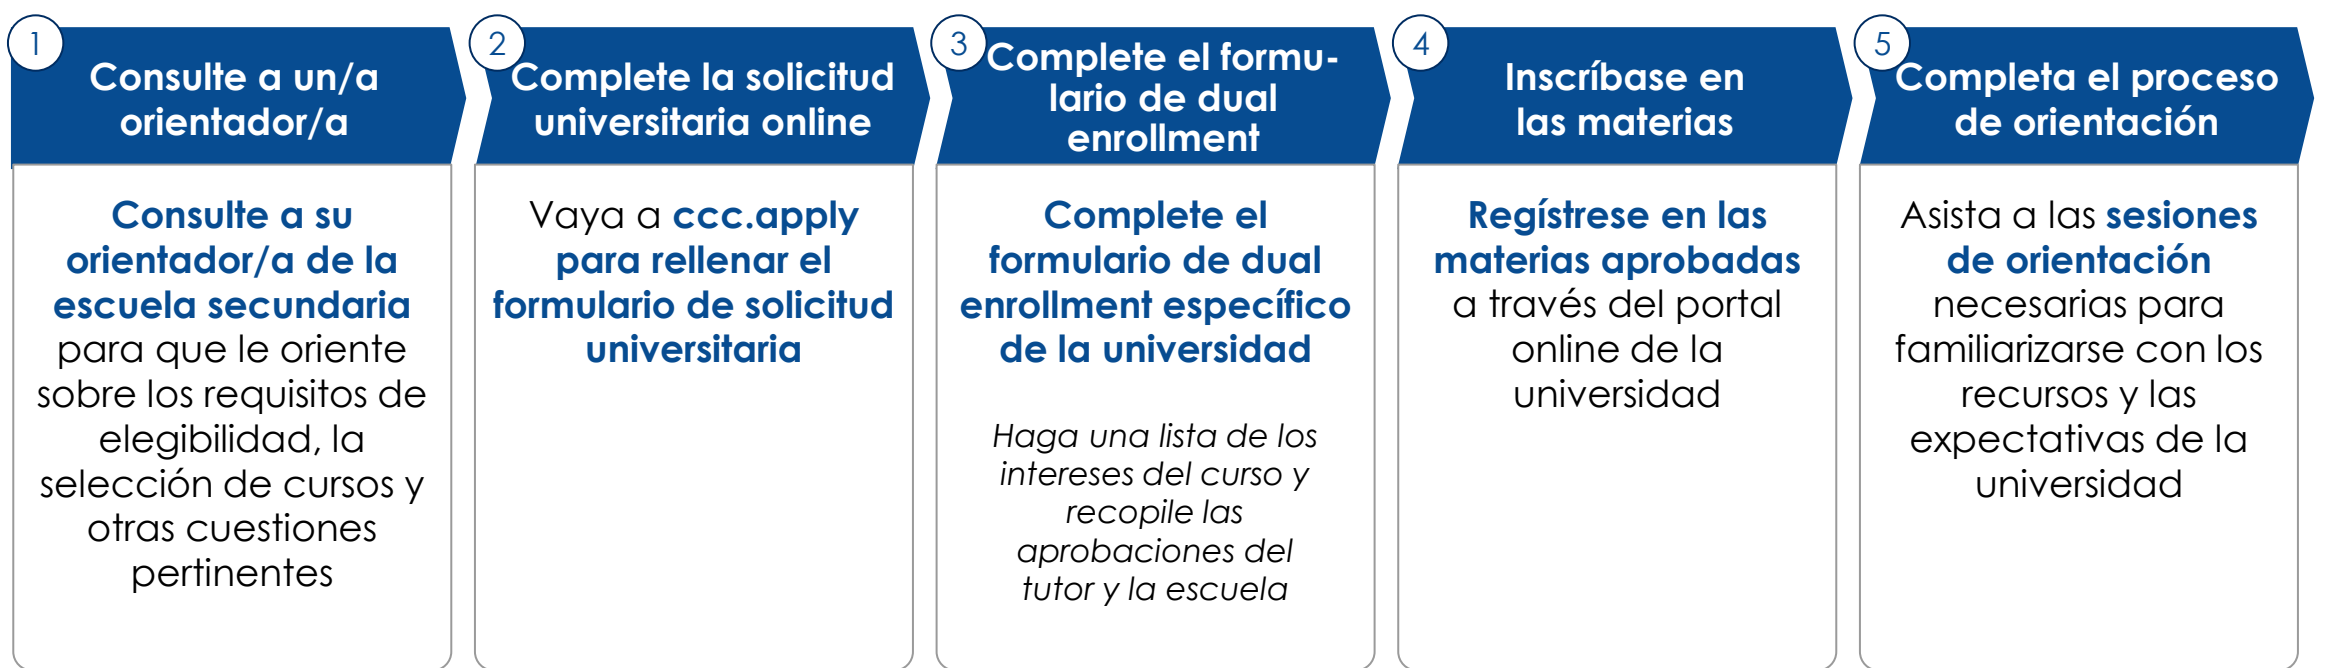 1
Consulte a un/a
orientador/a
Consulte a su
orientador/a de la
escuela secundaria
para que le oriente
sobre los requisitos de
elegibilidad, la
selección de cursos y
otras cuestiones
pertinentes
2
Complete la solicitud
universitaria online
Vaya a ccc.apply
para rellenar el
formulario de solicitud
universitaria
3
Complete el formu-
lario de dual
enrollment
Complete el
formulario de dual
enrollment específico
de la universidad
Haga una lista de los
intereses del curso y
recopile las
aprobaciones del
tutor y la escuela
4
Inscríbase en
las materias
Regístrese en las
materias aprobadas
a través del portal
online de la
universidad
5
Completa el proceso
de orientación
Asista a las sesiones
de orientación
necesarias para
familiarizarse con los
recursos y las
expectativas de la
universidad